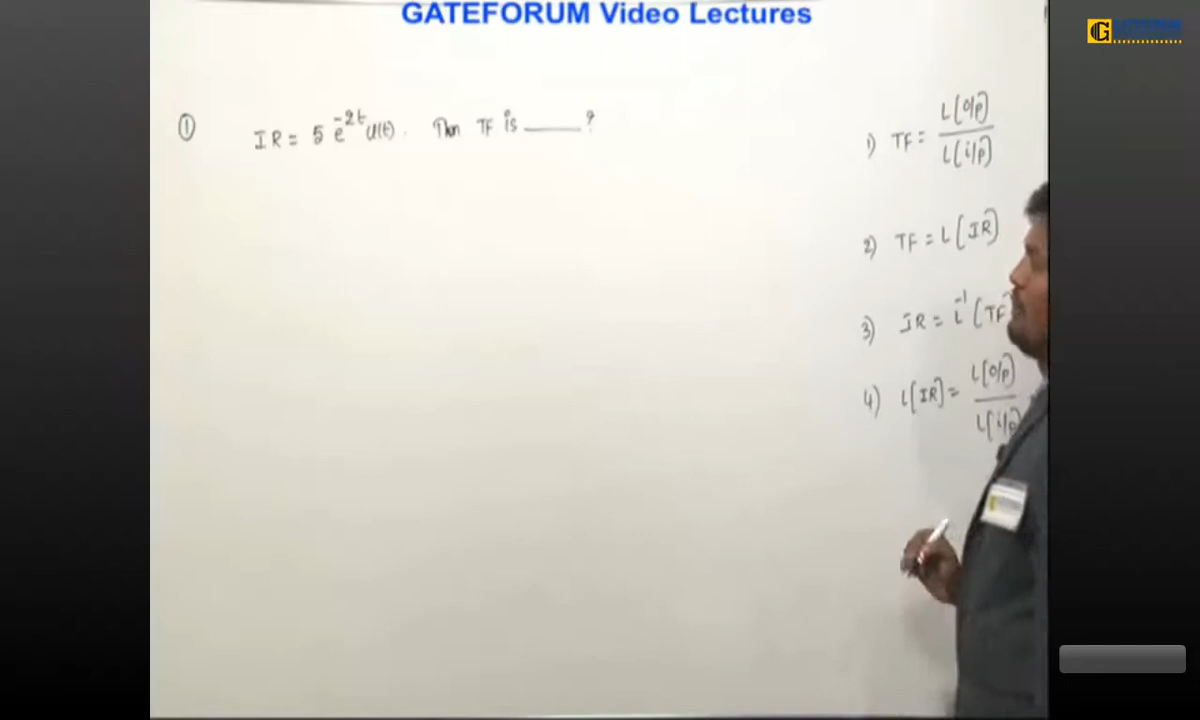 GATEFORUM Video Lectures
① IR = 5 e^{-2t} u(t). Then TF is ______ ?
1) TF = L[o/p] / L[i/p]
2) TF = L[IR]
3) IR = L^{-1}[TF
4) L[IR] = L[o/p] / L[i/p]